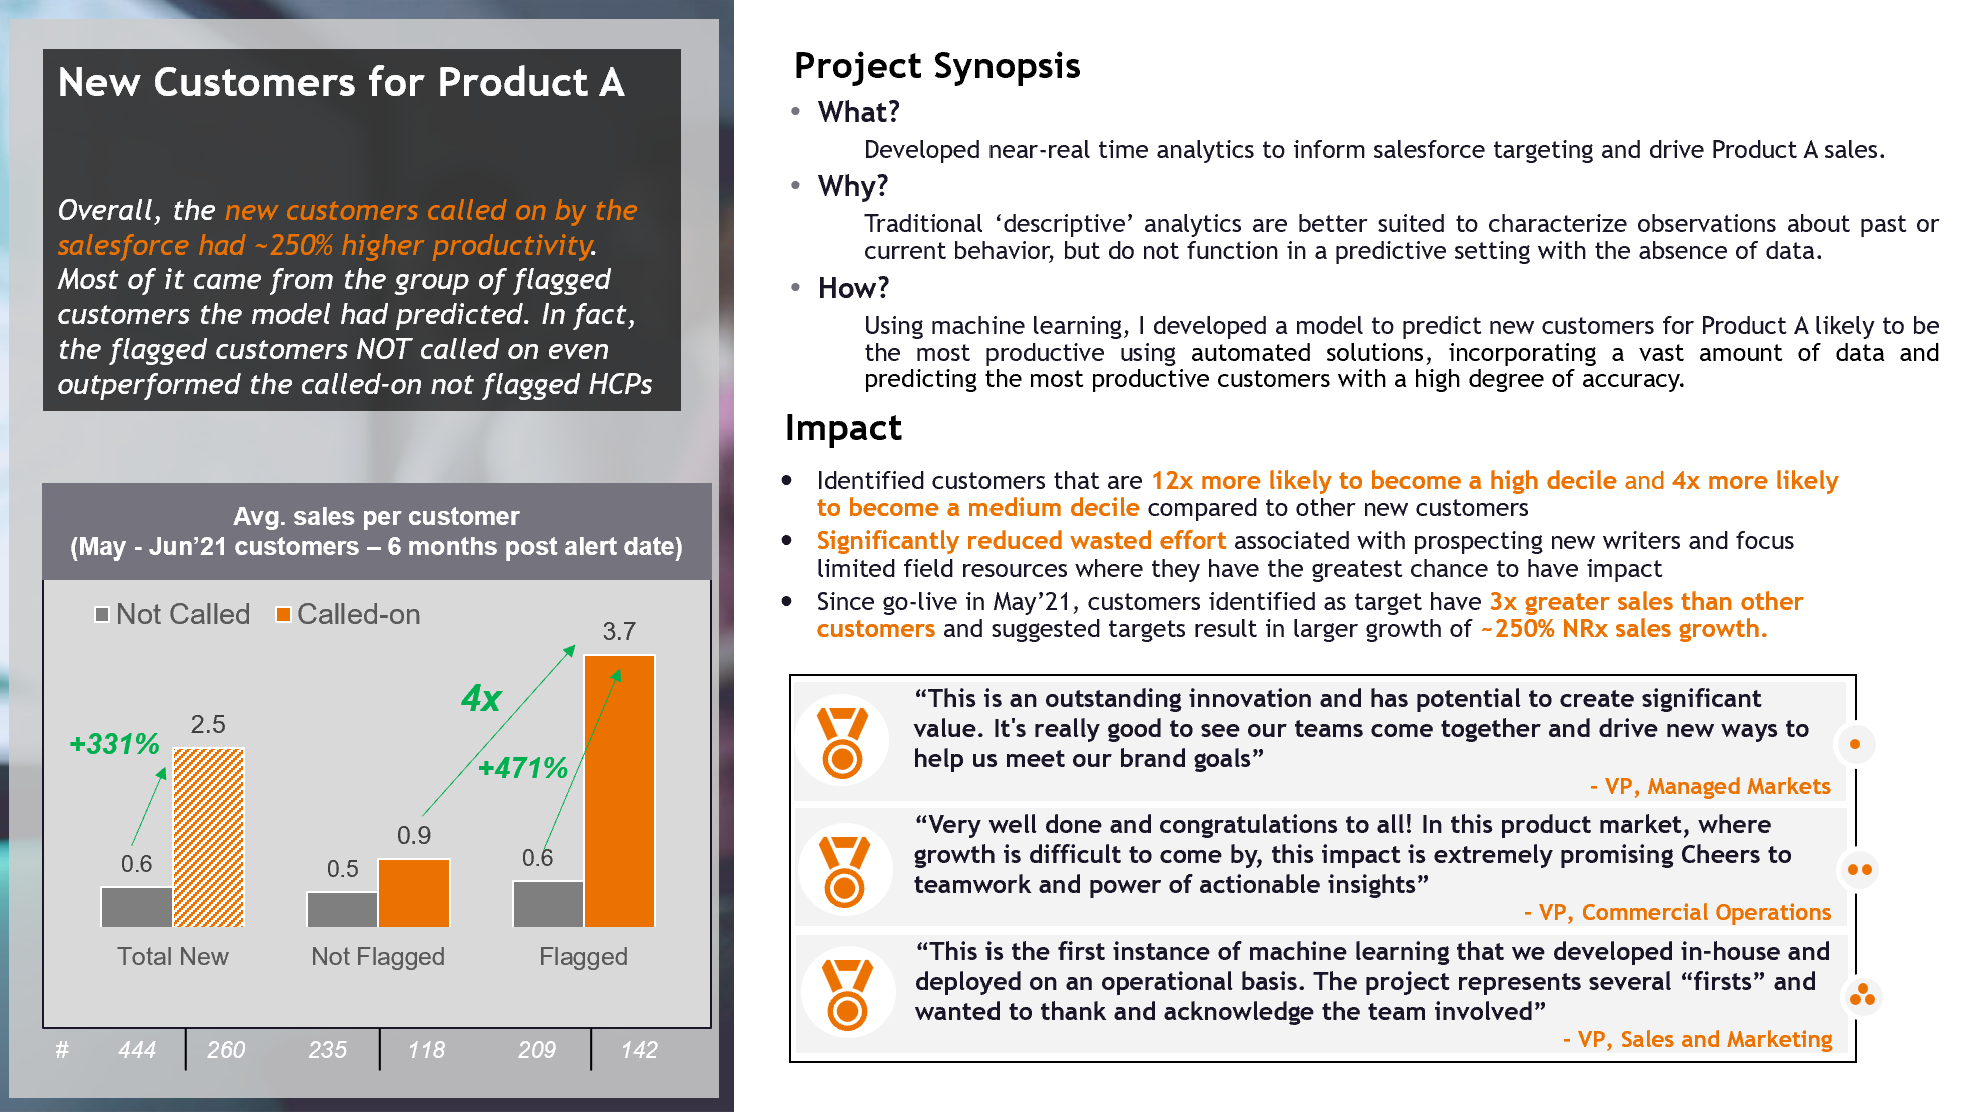 New Customers for Product A
Overall, the new customers called on by the
salesforce had ~250% higher productivity.
Most of it came from the group of flagged
customers the model had predicted. In fact,
the flagged customers NOT called on even
outperformed the called-on not flagged HCPs
Avg. sales per customer
(May - Jun’21 customers – 6 months post alert date)
Not Called Called-on
3.7
4x
2.5
+331%
+471%
0.9
0.6
0.5
0.6
Total New Not Flagged Flagged
# 444 260 235 118 209 142
Project Synopsis
• What?
Developed near-real time analytics to inform salesforce targeting and drive Product A sales.
• Why?
Traditional ‘descriptive’ analytics are better suited to characterize observations about past or
current behavior, but do not function in a predictive setting with the absence of data.
• How?
Using machine learning, I developed a model to predict new customers for Product A likely to be
the most productive using automated solutions, incorporating a vast amount of data and
predicting the most productive customers with a high degree of accuracy.
Impact
• Identified customers that are 12x more likely to become a high decile and 4x more likely
to become a medium decile compared to other new customers
• Significantly reduced wasted effort associated with prospecting new writers and focus
limited field resources where they have the greatest chance to have impact
• Since go-live in May’21, customers identified as target have 3x greater sales than other
customers and suggested targets result in larger growth of ~250% NRx sales growth.
“This is an outstanding innovation and has potential to create significant
value. It's really good to see our teams come together and drive new ways to
help us meet our brand goals”
- VP, Managed Markets
“Very well done and congratulations to all! In this product market, where
growth is difficult to come by, this impact is extremely promising Cheers to
teamwork and power of actionable insights”
- VP, Commercial Operations
“This is the first instance of machine learning that we developed in-house and
deployed on an operational basis. The project represents several “firsts” and
wanted to thank and acknowledge the team involved”
- VP, Sales and Marketing